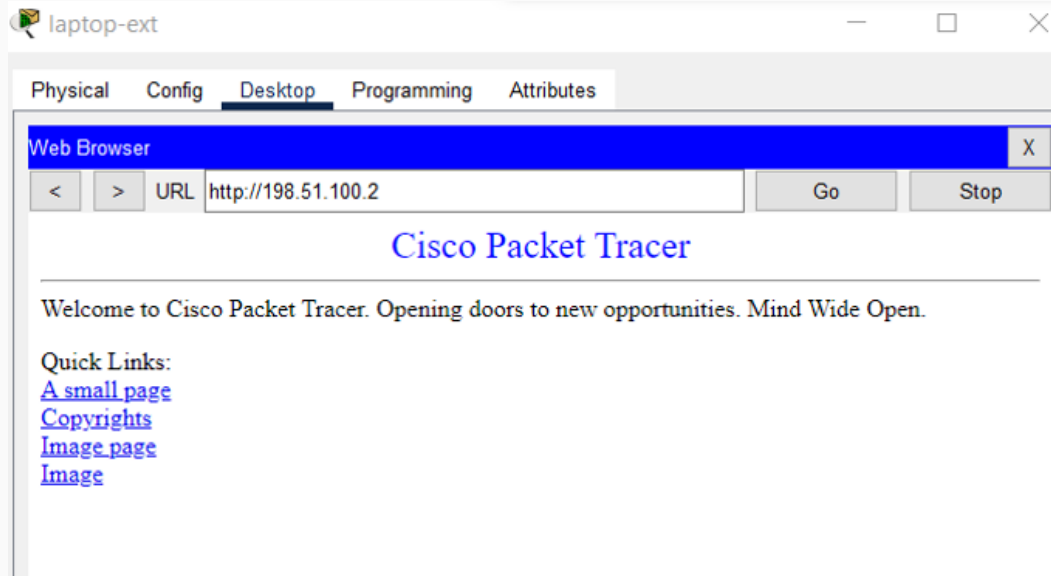 laptop-ext
Physical Config Desktop Programming Attributes
Web Browser X
< > URL http://198.51.100.2 Go Stop
Cisco Packet Tracer
Welcome to Cisco Packet Tracer. Opening doors to new opportunities. Mind Wide Open.
Quick Links:
A small page
Copyrights
Image page
Image